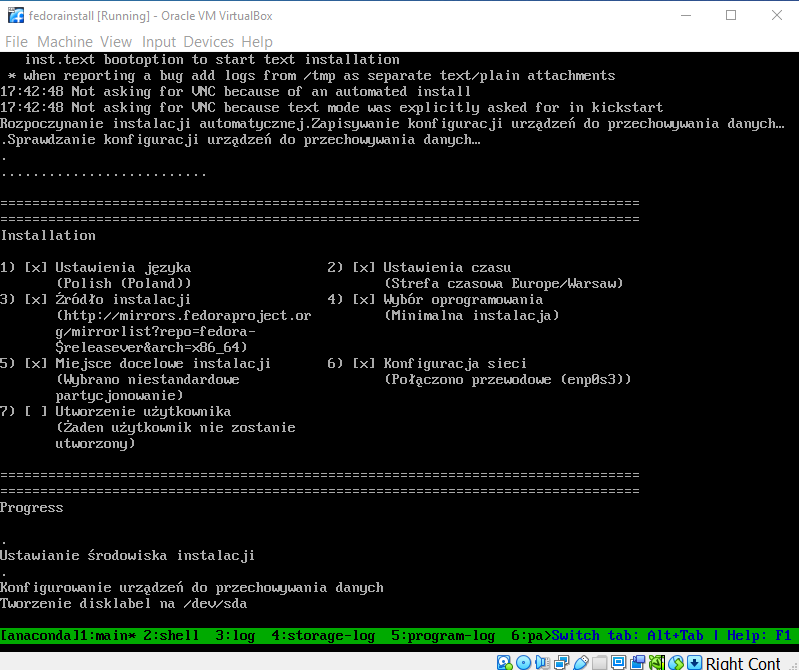 fedorainstall [Running] - Oracle VM VirtualBox
File Machine View Input Devices Help
inst.text bootoption to start text installation
* when reporting a bug add logs from /tmp as separate text/plain attachments
17:42:48 Not asking for VNC because of an automated install
17:42:48 Not asking for VNC because text mode was explicitly asked for in kickstart
Rozpoczynanie instalacji automatycznej.Zapisywanie konfiguracji urządzeń do przechowywania danych…
.Sprawdzanie konfiguracji urządzeń do przechowywania danych…
.
..........................
================================================================================
================================================================================
Installation
1) [x] Ustawienia języka 2) [x] Ustawienia czasu
(Polish (Poland)) (Strefa czasowa Europe/Warsaw)
3) [x] Źródło instalacji 4) [x] Wybór oprogramowania
(http://mirrors.fedoraproject.or (Minimalna instalacja)
g/mirrorlist?repo=fedora-
$releasever&arch=x86_64)
5) [x] Miejsce docelowe instalacji 6) [x] Konfiguracja sieci
(Wybrano niestandardowe (Połączono przewodowe (enp0s3))
partycjonowanie)
7) [ ] Utworzenie użytkownika
(Żaden użytkownik nie zostanie
utworzony)
================================================================================
================================================================================
Progress
.
Ustawianie środowiska instalacji
.
Konfigurowanie urządzeń do przechowywania danych
Tworzenie disklabel na /dev/sda
[anaconda]1:main* 2:shell 3:log 4:storage-log 5:program-log 6:pa>Switch tab: Alt+Tab | Help: F1
Right Cont